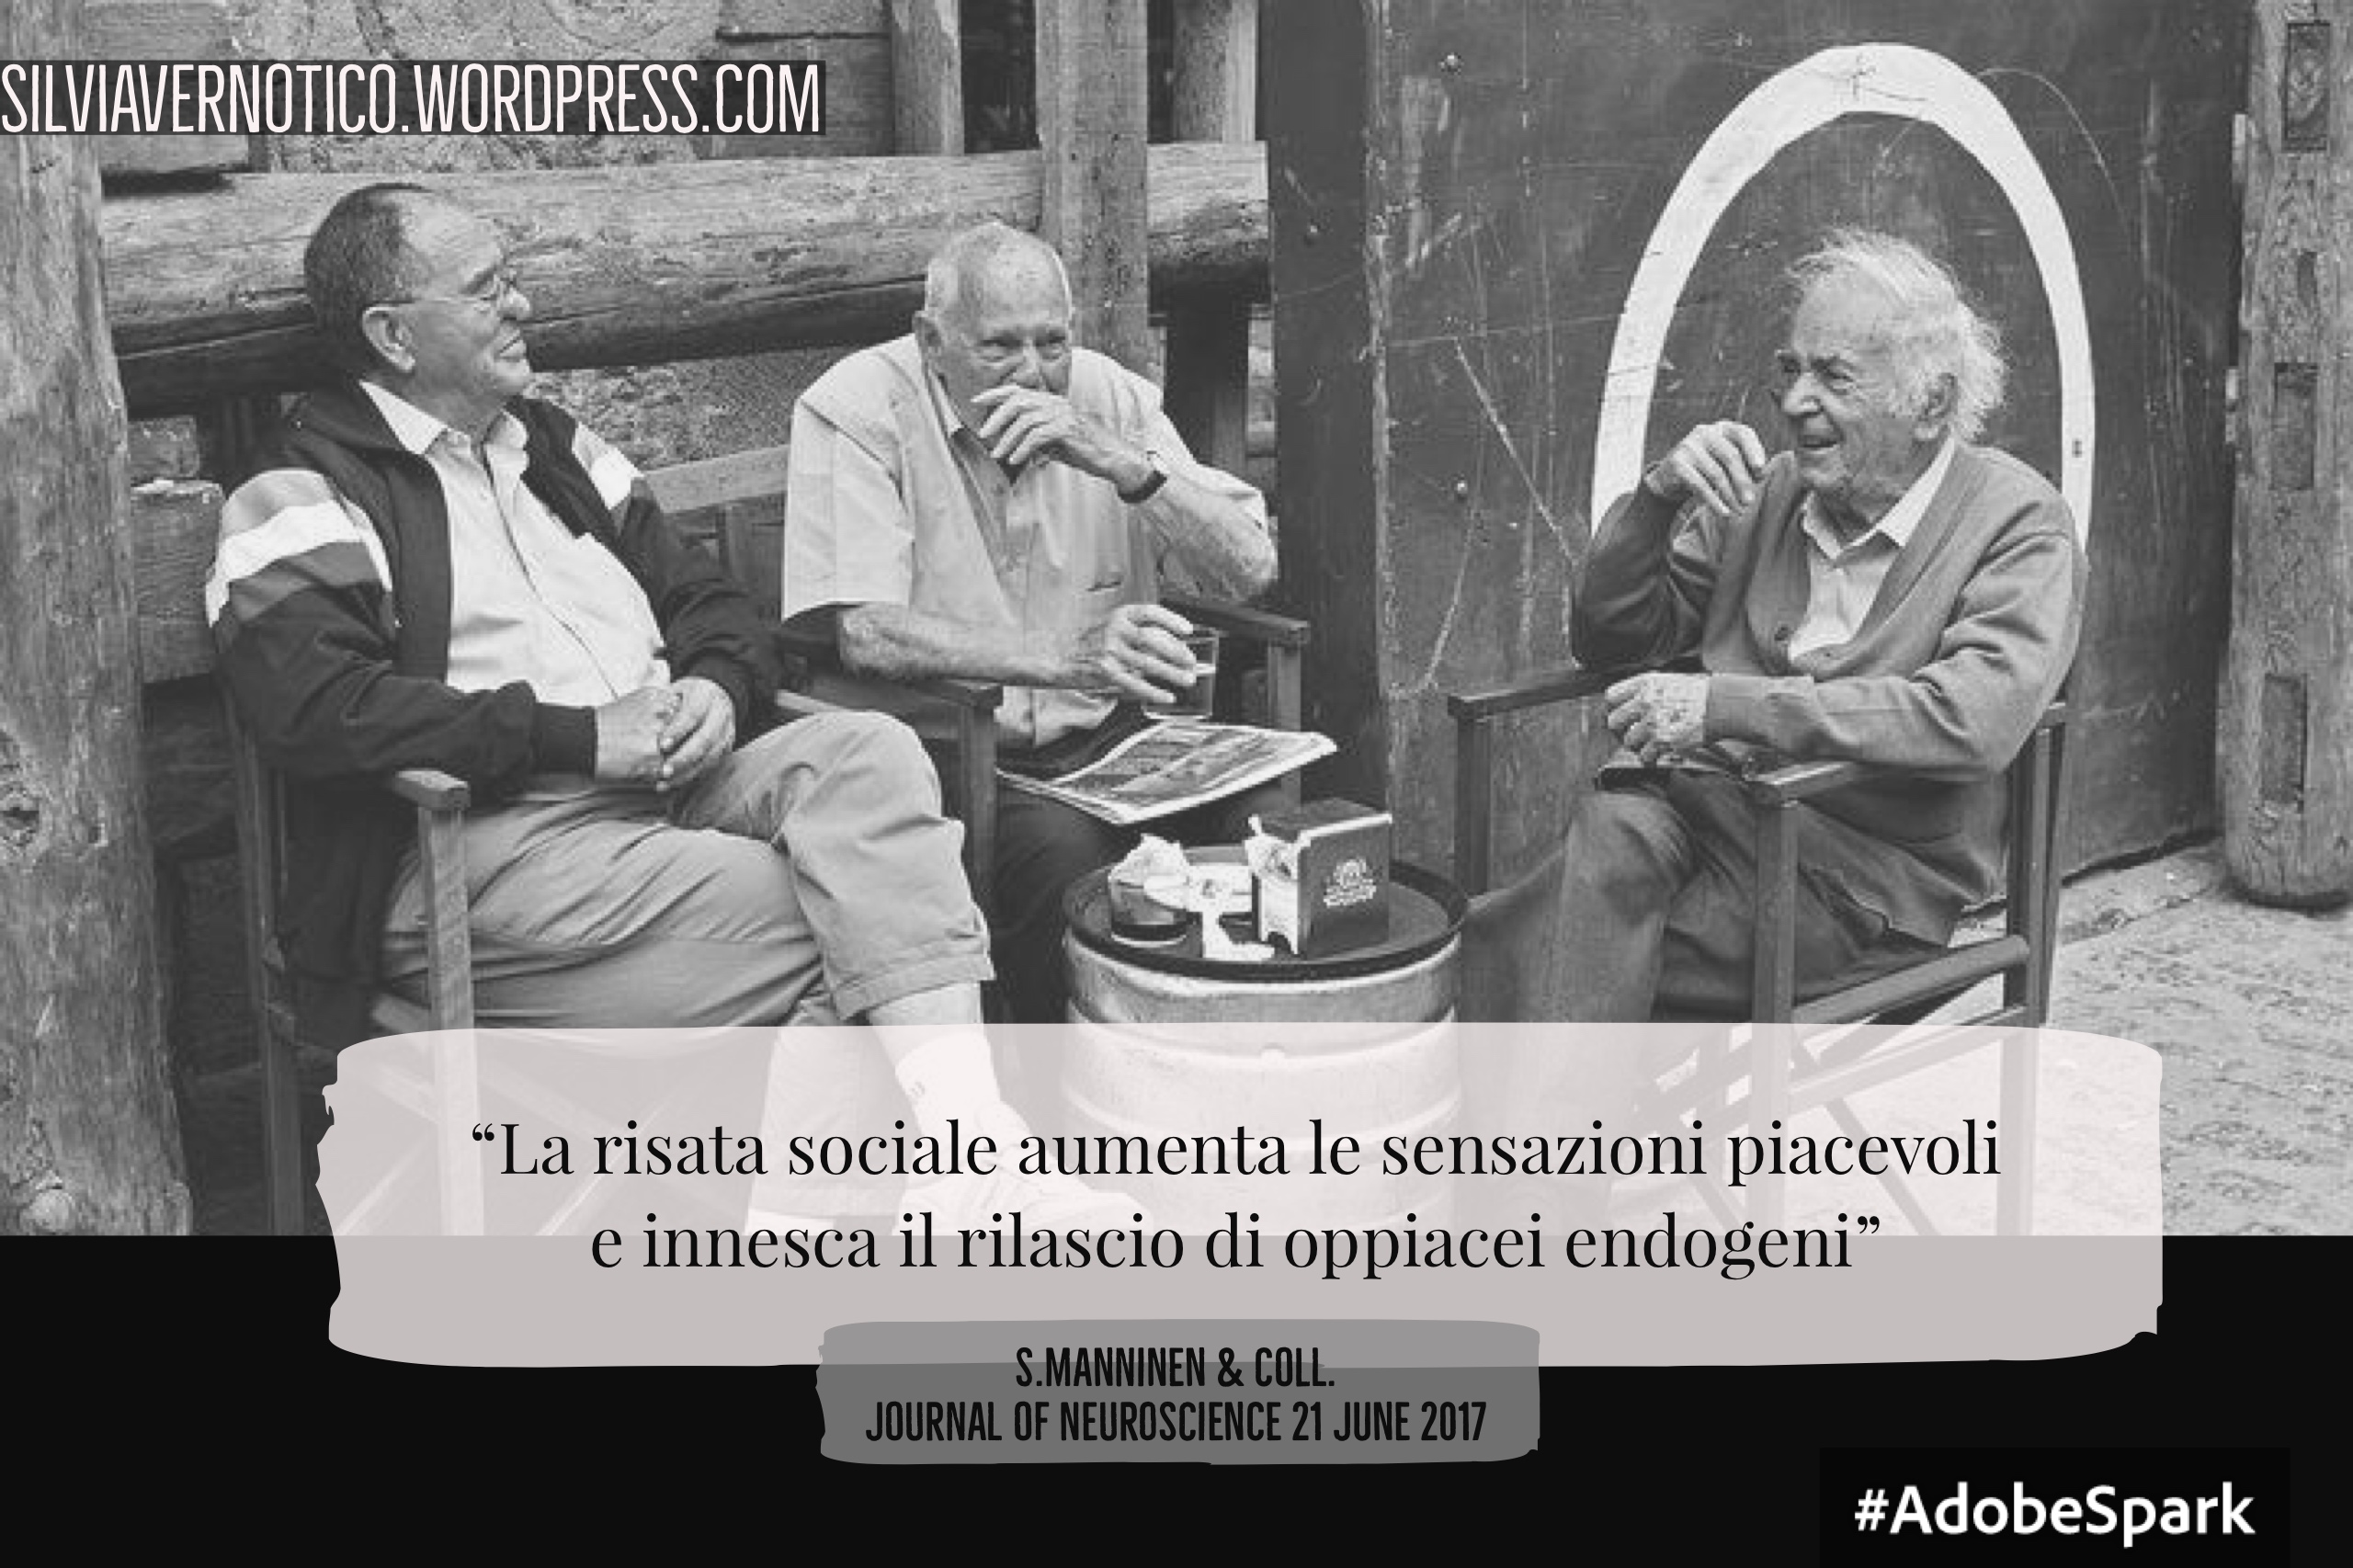 SILVIAVERNOTICO.WORDPRESS.COM
“La risata sociale aumenta le sensazioni piacevoli
e innesca il rilascio di oppiacei endogeni”
S.MANNINEN & COLL.
JOURNAL OF NEUROSCIENCE 21 JUNE 2017
#AdobeSpark